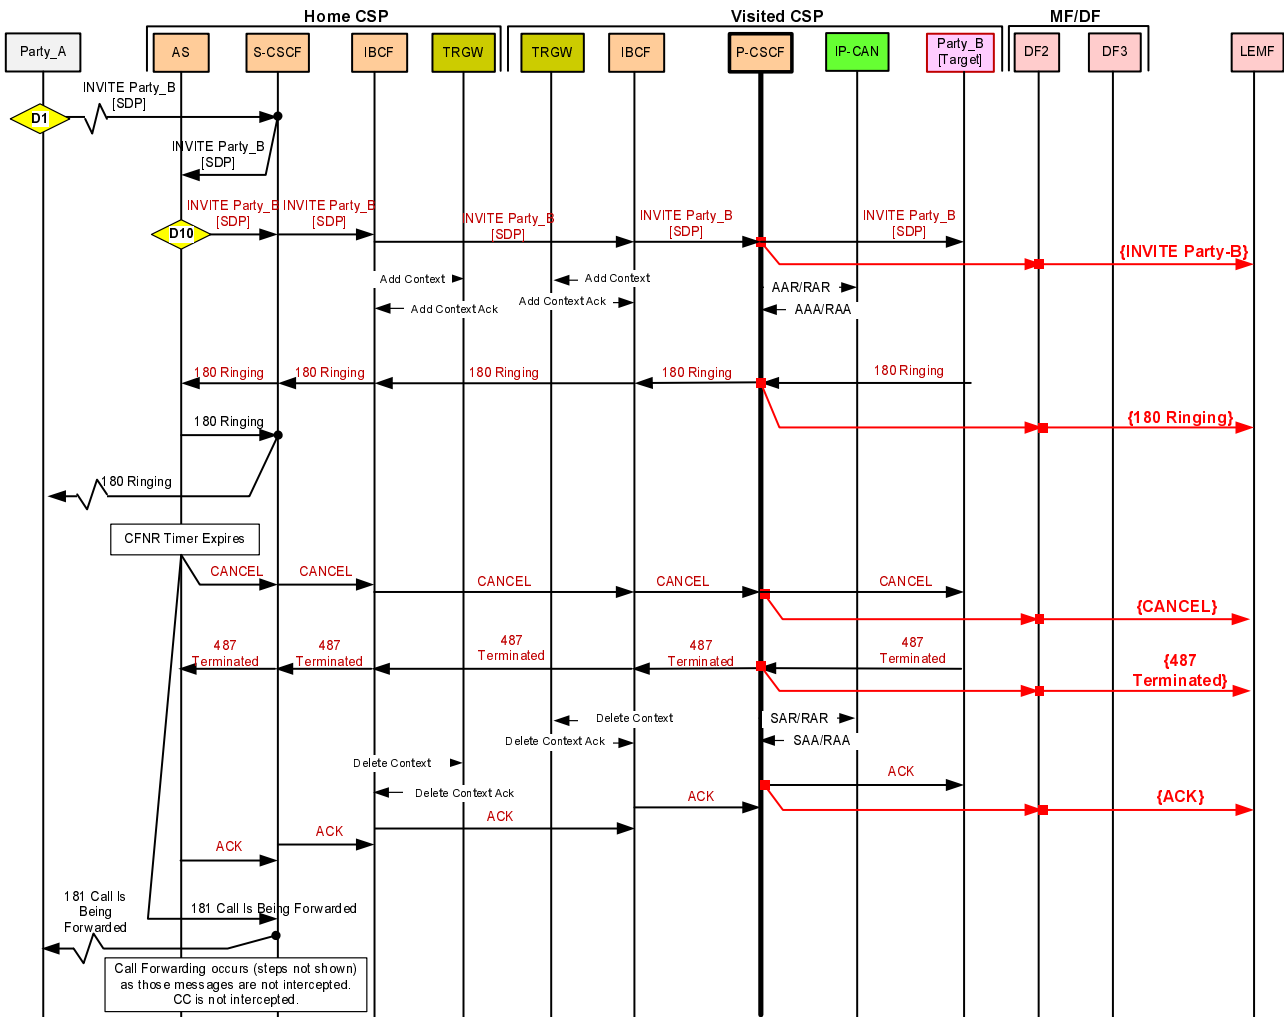 Home CSP
Visited CSP
MF/DF
Party_A
AS
S-CSCF
IBCF
TRGW
TRGW
IBCF
P-CSCF
IP-CAN
Party_B
[Target]
DF2
DF3
LEMF
INVITE Party_B
[SDP]
D1
INVITE Party_B
[SDP]
D10
INVITE Party_B
[SDP]
INVITE Party_B
[SDP]
INVITE Party_B
[SDP]
INVITE Party_B
[SDP]
INVITE Party_B
[SDP]
{INVITE Party-B}
Add Context
Add Context
AAR/RAR
Add Context Ack
Add Context Ack
AAA/RAA
180 Ringing
180 Ringing
180 Ringing
180 Ringing
180 Ringing
180 Ringing
{180 Ringing}
180 Ringing
CFNR Timer Expires
CANCEL
CANCEL
CANCEL
CANCEL
CANCEL
{CANCEL}
487
Terminated
487
Terminated
487
Terminated
487
Terminated
487
Terminated
{487
Terminated}
Delete Context
SAR/RAR
Delete Context Ack
SAA/RAA
Delete Context
Delete Context Ack
ACK
{ACK}
ACK
ACK
ACK
ACK
181 Call Is
Being
Forwarded
181 Call Is Being Forwarded
Call Forwarding occurs (steps not shown)
as those messages are not intercepted.
CC is not intercepted.